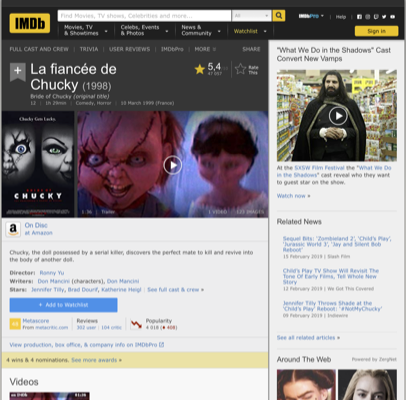 IMDb
Find Movies, TV shows, Celebrities and more...
All
IMDbPro
Help
Movies, TV
& Showtimes
Celebs, Events
& Photos
News &
Community
Watchlist
Sign in
FULL CAST AND CREW | TRIVIA | USER REVIEWS | IMDbPro | MORE
SHARE
La fiancée de
Chucky (1998)
Bride of Chucky (original title)
12 | 1h 29min | Comedy, Horror | 10 March 1999 (France)
5,4
Rate
This
Chucky Gets Lucky.
CHUCKY
1:36 | Trailer
On Disc
at Amazon
Chucky, the doll possessed by a serial killer, discovers the perfect mate to kill and revive into
the body of another doll.
Director: Ronny Yu
Writers: Don Mancini (characters), Don Mancini
Stars: Jennifer Tilly, Brad Dourif, Katherine Heigl | See full cast & crew »
+ Add to Watchlist
Metascore
From metacritic.com
Reviews
302 user | 104 critic
Popularity
4 018 ( 408)
View production, box office, & company info on IMDbPro
4 wins & 4 nominations. See more awards »
Videos
"What We Do in the Shadows" Cast
Convert New Vamps
At the SXSW Film Festival the "What We Do
in the Shadows" cast reveal who they want
to guest star on the show.
Watch now »
Related News
Sequel Bits: 'Zombieland 2', 'Child's Play',
'Jurassic World 3', 'Jay and Silent Bob
Reboot'
15 February 2019 | Slash Film
Child's Play TV Show Will Revisit The
Tone Of Early Films, Tell Whole New
Story
12 February 2019 | We Got This Covered
Jennifer Tilly Throws Shade at the
'Child's Play' Reboot: '#NotMyChucky'
09 February 2019 | Indiewire
See all related articles »
Around The Web
Powered by ZergNet